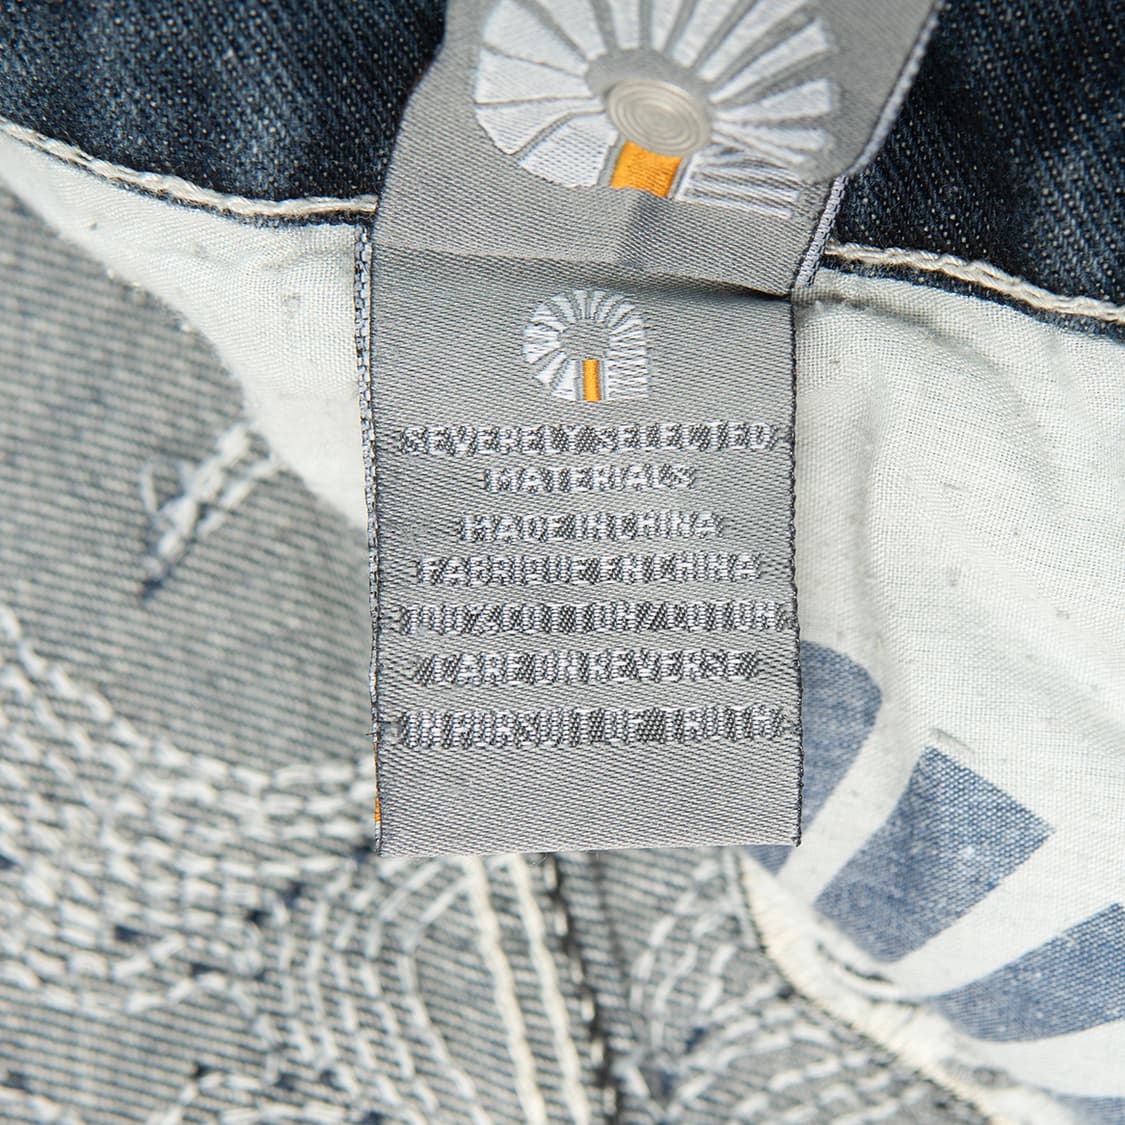 SEVERELY SELECTED
MATERIALS
MADE IN CHINA
FABRIQUE EN CHINA
100% COTTON/COTON
CARE ON REVERSE
IN PURSUIT OF TRUTH